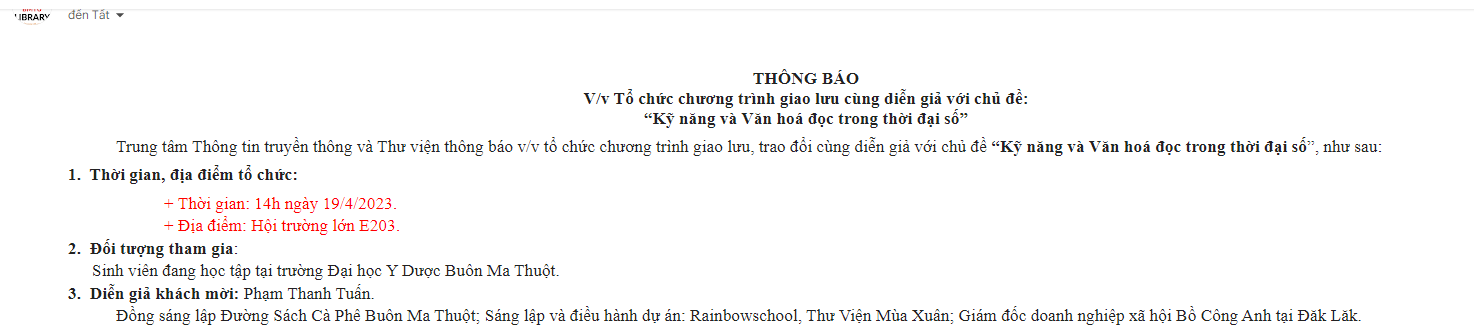 LIBRARY
đến Tất
THÔNG BÁO
V/v Tổ chức chương trình giao lưu cùng diễn giả với chủ đề:
“Kỹ năng và Văn hoá đọc trong thời đại số”
Trung tâm Thông tin truyền thông và Thư viện thông báo v/v tổ chức chương trình giao lưu, trao đổi cùng diễn giả với chủ đề “Kỹ năng và Văn hoá đọc trong thời đại số”, như sau:
1. Thời gian, địa điểm tổ chức:
+ Thời gian: 14h ngày 19/4/2023.
+ Địa điểm: Hội trường lớn E203.
2. Đối tượng tham gia:
Sinh viên đang học tập tại trường Đại học Y Dược Buôn Ma Thuột.
3. Diễn giả khách mời: Phạm Thanh Tuấn.
Đồng sáng lập Đường Sách Cà Phê Buôn Ma Thuột; Sáng lập và điều hành dự án: Rainbowschool, Thư Viện Mùa Xuân; Giám đốc doanh nghiệp xã hội Bồ Công Anh tại Đăk Lăk.